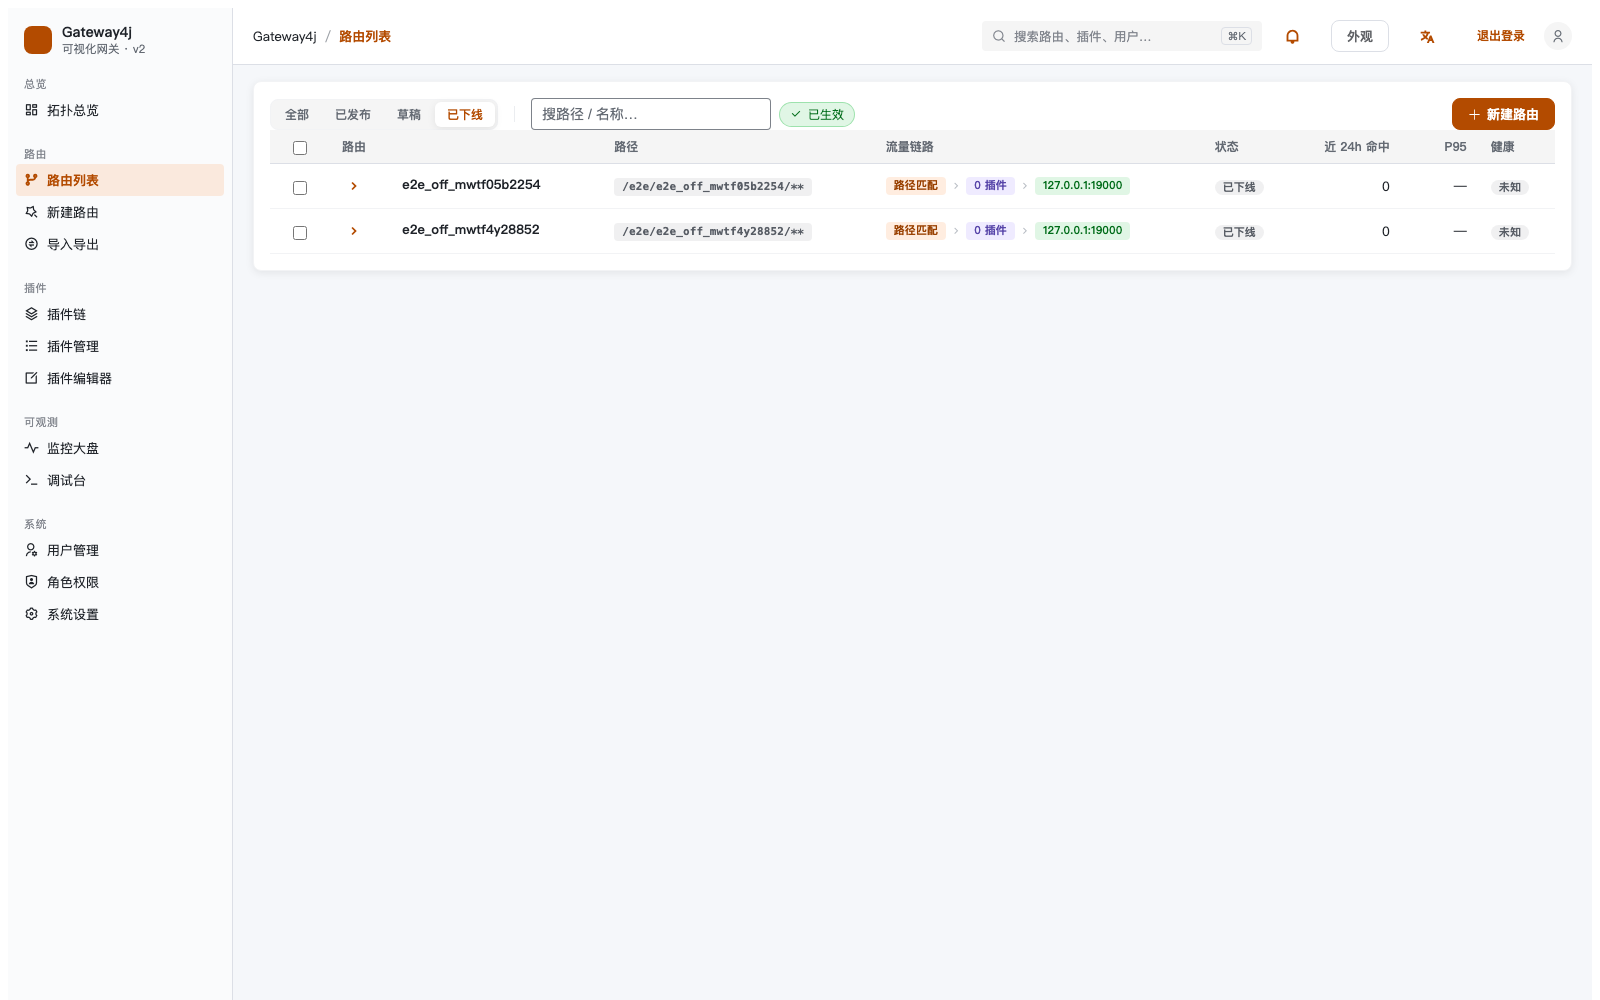 Gateway4j
可视化网关 · v2
总览
拓扑总览
路由
路由列表
新建路由
导入导出
插件
插件链
插件管理
插件编辑器
可观测
监控大盘
调试台
系统
用户管理
角色权限
系统设置
Gateway4j / 路由列表
搜索路由、插件、用户… ⌘K
外观
退出登录
全部 已发布 草稿 已下线
搜路径 / 名称…
已生效
新建路由
路由 路径 流量链路 状态 近 24h 命中 P95 健康
e2e_off_mwtf05b2254 /e2e/e2e_off_mwtf05b2254/** 路径匹配 0 插件 127.0.0.1:19000 已下线 0 — 未知
e2e_off_mwtf4y28852 /e2e/e2e_off_mwtf4y28852/** 路径匹配 0 插件 127.0.0.1:19000 已下线 0 — 未知